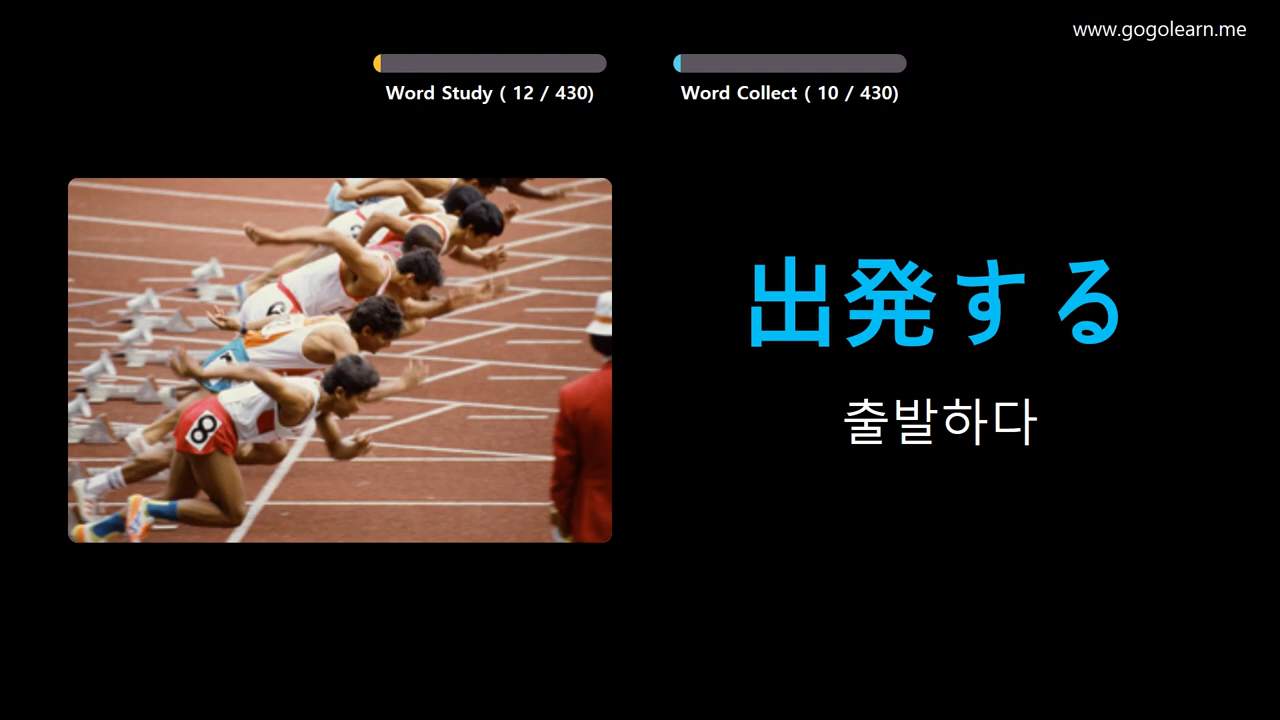 www.gogolearn.me
Word Study ( 12 / 430)
Word Collect ( 10 / 430)
出発する
출발하다
8